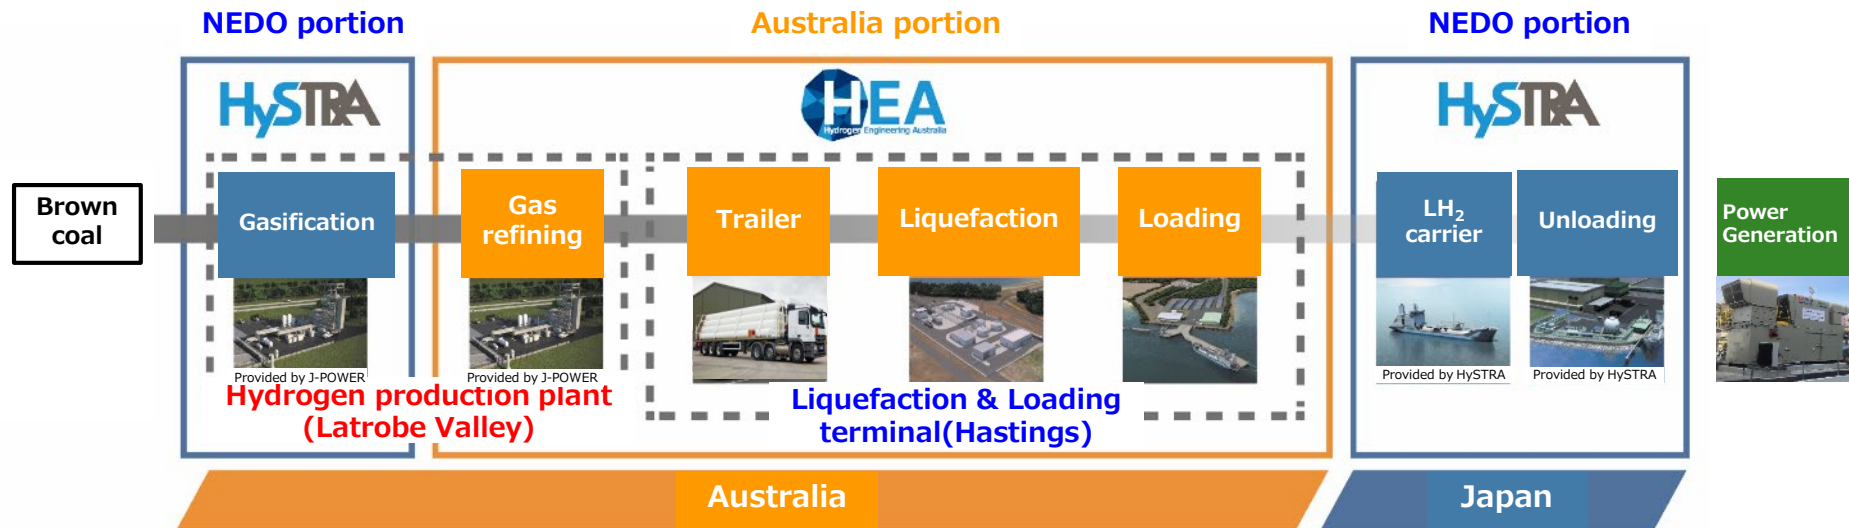 NEDO portion
Australia portion
NEDO portion
HySTRA
HEA
Hydrogen Engineering Australia
HySTRA
Brown
coal
Gasification
Gas
refining
Trailer
Liquefaction
Loading
LH₂
carrier
Unloading
Power
Generation
Provided by J-POWER
Provided by J-POWER
Provided by HySTRA
Provided by HySTRA
Hydrogen production plant
(Latrobe Valley)
Liquefaction & Loading
terminal(Hastings)
Australia
Japan